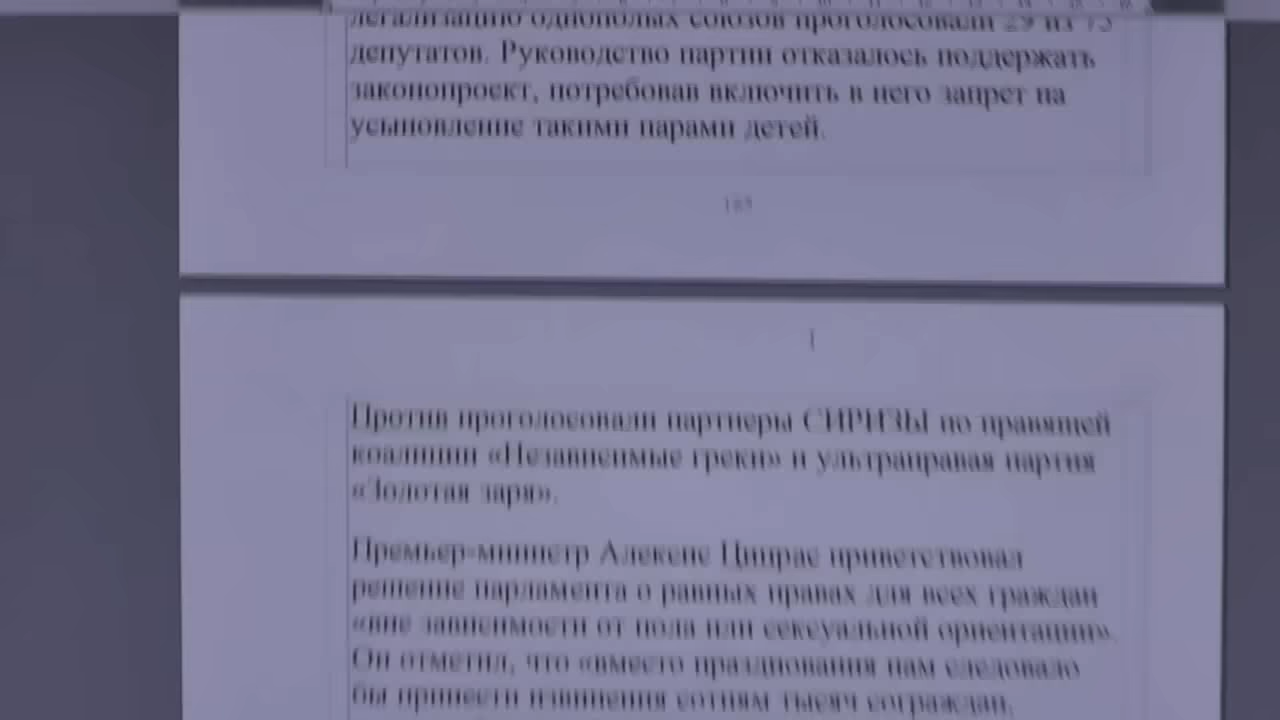 легализацию однополых союзов проголосовали 29 из 75
депутатов. Руководство партии отказалось поддержать
законопроект, потребовав включить в него запрет на
усыновление такими парами детей.
Против проголосовали партнеры СИРИЗЫ по правящей
коалиции «Независимые греки» и ультраправая партия
«Золотая заря».
Премьер-министр Алексис Ципрас приветствовал
решение парламента о равных правах для всех граждан
«вне зависимости от пола или сексуальной ориентации».
Он отметил, что «вместо празднования нам следовало
бы принести извинения сотням тысяч сограждан,